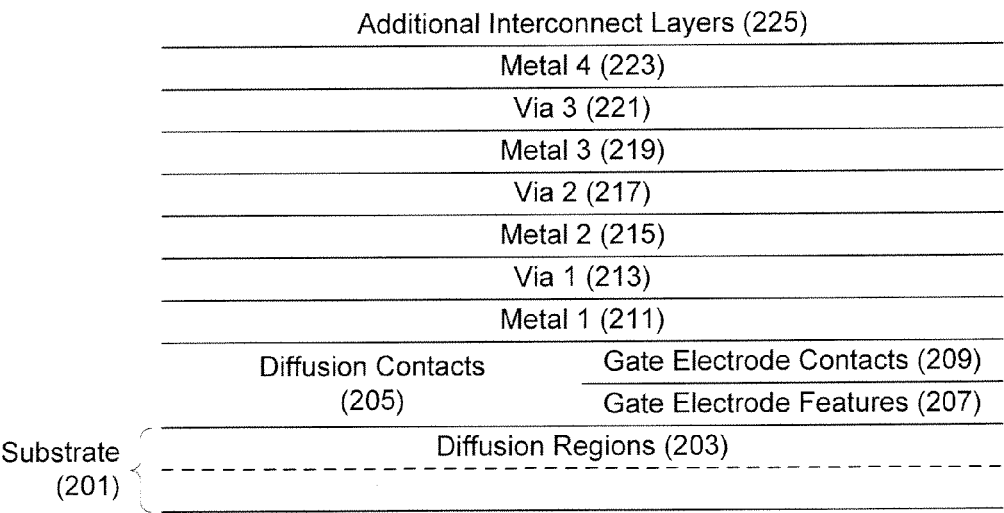 Additional Interconnect Layers (225)
Metal 4 (223)
Via 3 (221)
Metal 3 (219)
Via 2 (217)
Metal 2 (215)
Via 1 (213)
Metal 1 (211)
Diffusion Contacts
(205)
Gate Electrode Contacts (209)
Gate Electrode Features (207)
Substrate
(201)
Diffusion Regions (203)